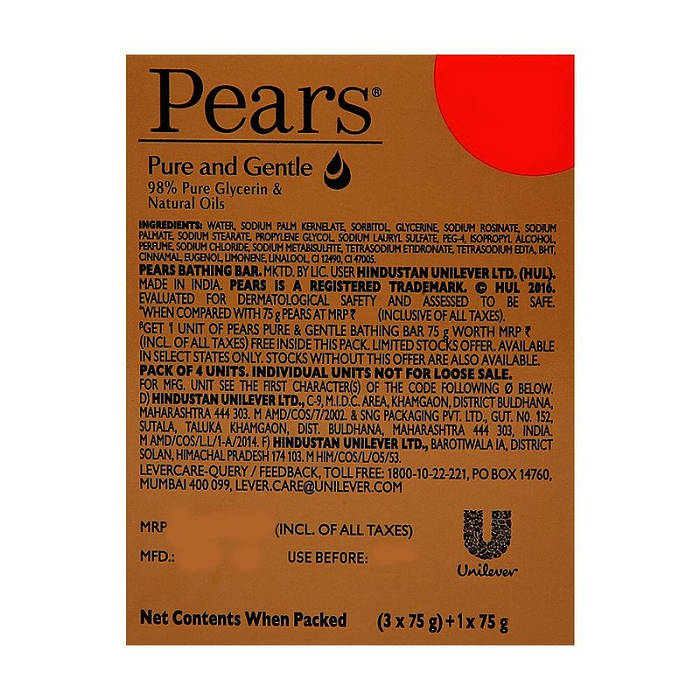 Pears®
Pure and Gentle
98% Pure Glycerin &
Natural Oils
INGREDIENTS: WATER, SODIUM PALM KERNELATE, SORBITOL, GLYCERINE, SODIUM ROSINATE, SODIUM
PALMATE, SODIUM STEARATE, PROPYLENE GLYCOL, SODIUM LAURYL SULFATE, PEG-4, ISOPROPYL ALCOHOL,
PERFUME, SODIUM CHLORIDE, SODIUM METABISULFITE, TETRASODIUM ETIDRONATE, TETRASODIUM EDTA, BHT,
CINNAMAL, EUGENOL, LIMONENE, LINALOOL, CI 12490, CI 47005.
PEARS BATHING BAR. MKTD. BY LIC. USER HINDUSTAN UNILEVER LTD. (HUL).
MADE IN INDIA. PEARS IS A REGISTERED TRADEMARK. © HUL 2016.
EVALUATED FOR DERMATOLOGICAL SAFETY AND ASSESSED TO BE SAFE.
*WHEN COMPARED WITH 75 g PEARS AT MRP ₹ (INCLUSIVE OF ALL TAXES).
GET 1 UNIT OF PEARS PURE & GENTLE BATHING BAR 75 g WORTH MRP ₹
(INCL. OF ALL TAXES) FREE INSIDE THIS PACK. LIMITED STOCKS OFFER. AVAILABLE
IN SELECT STATES ONLY. STOCKS WITHOUT THIS OFFER ARE ALSO AVAILABLE.
PACK OF 4 UNITS. INDIVIDUAL UNITS NOT FOR LOOSE SALE.
FOR MFG. UNIT SEE THE FIRST CHARACTER(S) OF THE CODE FOLLOWING Ø BELOW.
D) HINDUSTAN UNILEVER LTD., C-9, M.I.D.C. AREA, KHAMGAON, DISTRICT BULDHANA,
MAHARASHTRA 444 303. M AMD/COS/7/2002. & SNG PACKAGING PVT. LTD., GUT. NO. 152,
SUTALA, TALUKA KHAMGAON, DIST. BULDHANA, MAHARASHTRA 444 303, INDIA.
M AMD/COS/LL/1-A/2014. F) HINDUSTAN UNILEVER LTD., BAROTIWALA IA, DISTRICT
SOLAN, HIMACHAL PRADESH 174 103. M HIM/COS/L/05/53.
LEVERCARE-QUERY / FEEDBACK, TOLL FREE: 1800-10-22-221, PO BOX 14760,
MUMBAI 400 099, LEVER.CARE@UNILEVER.COM
MRP (INCL. OF ALL TAXES)
MFD.: USE BEFORE:
Unilever
Net Contents When Packed (3 x 75 g) + 1 x 75 g